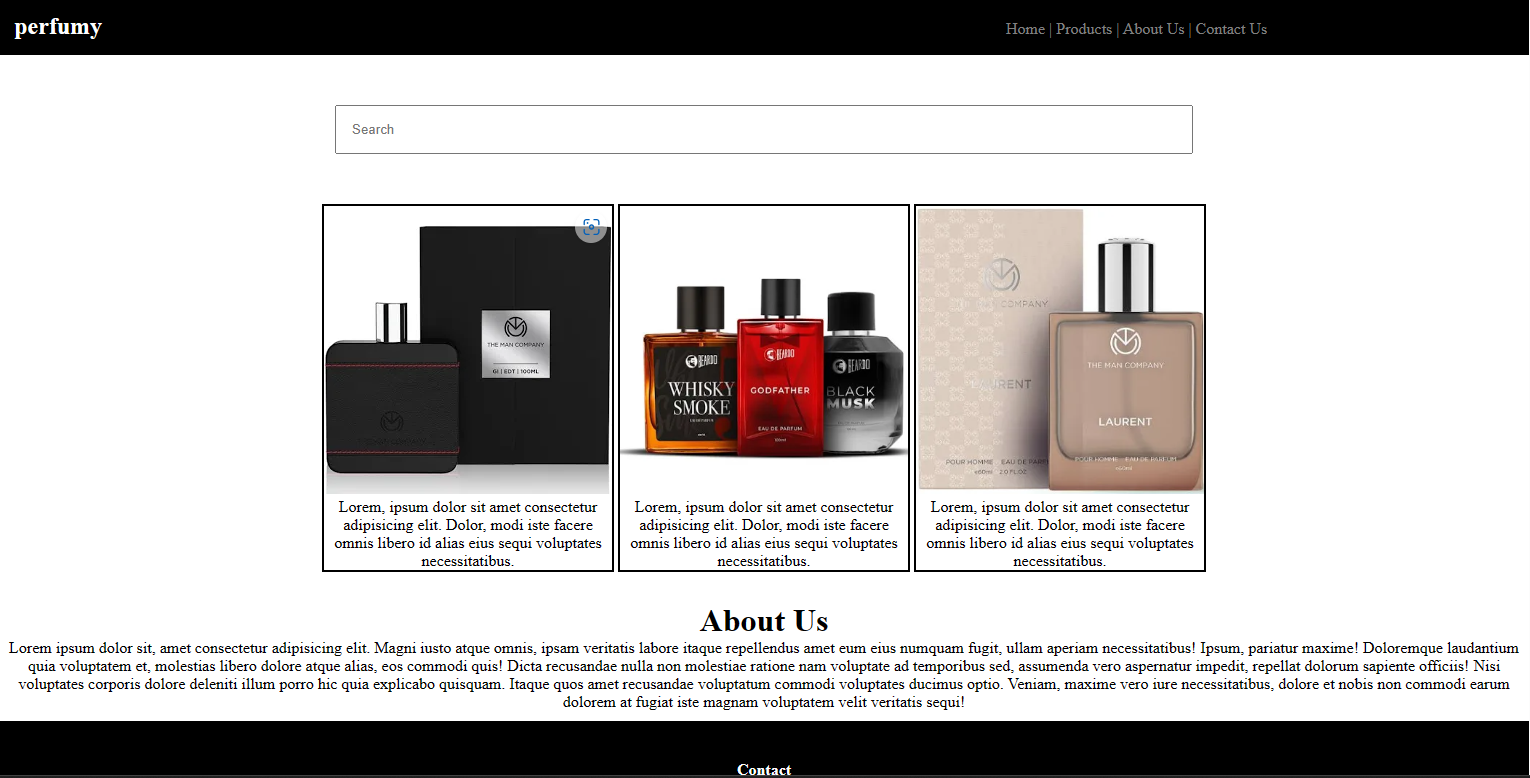 perfumy
Home | Products | About Us | Contact Us
Search
THE MAN COMPANY
GI | EDT | 100ML
BEARDO
WHISKY
SMOKE
BEARDO
GODFATHER
EAU DE PARFUM
BEARDO
BLACK
MUSK
MAN COMPANY
LAURENT
POUR HOMME EAU DE PARF
e60ml 2.0 FL.OZ
THE MAN COMPANY
LAURENT
POUR HOMME EAU DE PARFUM
e60ml
Lorem, ipsum dolor sit amet consectetur
adipisicing elit. Dolor, modi iste facere
omnis libero id alias eius sequi voluptates
necessitatibus.
Lorem, ipsum dolor sit amet consectetur
adipisicing elit. Dolor, modi iste facere
omnis libero id alias eius sequi voluptates
necessitatibus.
Lorem, ipsum dolor sit amet consectetur
adipisicing elit. Dolor, modi iste facere
omnis libero id alias eius sequi voluptates
necessitatibus.
About Us
Lorem ipsum dolor sit, amet consectetur adipisicing elit. Magni iusto atque omnis, ipsam veritatis labore itaque repellendus amet eum eius numquam fugit, ullam aperiam necessitatibus! Ipsum, pariatur maxime! Doloremque laudantium
quia voluptatem et, molestias libero dolore atque alias, eos commodi quis! Dicta recusandae nulla non molestiae ratione nam voluptate ad temporibus sed, assumenda vero aspernatur impedit, repellat dolorum sapiente officiis! Nisi
voluptates corporis dolore deleniti illum porro hic quia explicabo quisquam. Itaque quos amet recusandae voluptatum commodi voluptates ducimus optio. Veniam, maxime vero iure necessitatibus, dolore et nobis non commodi earum
dolorem at fugiat iste magnam voluptatem velit veritatis sequi!
Contact